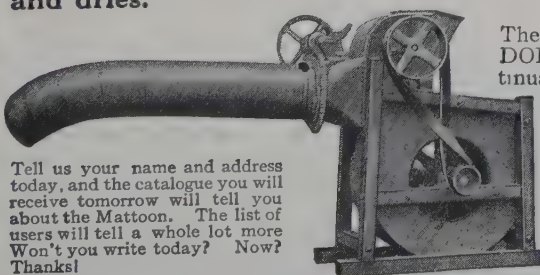 and dries.
The
DOI
tinua
Tell us your name and address
today, and the catalogue you will
receive tomorrow will tell you
about the Mattoon. The list of
users will tell a whole lot more
Won't you write today? Now?
Thanks!